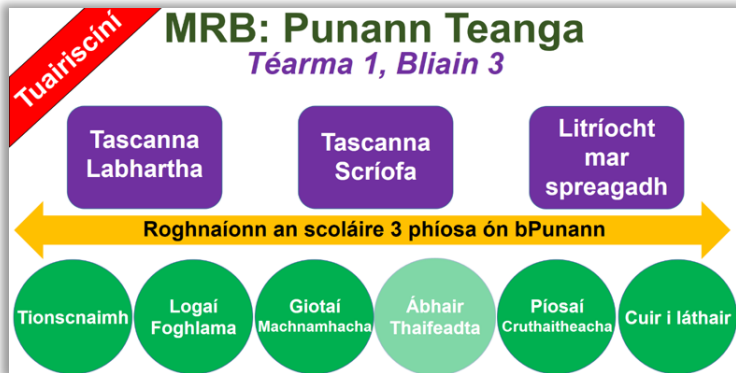 Tuairiscíní
MRB: Punann Teanga
Téarma 1, Bliain 3
Tascanna
Labhartha
Tascanna
Scríofa
Litríocht
mar
spreagadh
Roghnaíonn an scoláire 3 phíosa ón bPunann
Tionscnaimh
Logaí
Foghlama
Giotaí
Machnamhacha
Ábhair
Thaifeadta
Píosaí
Cruthaitheacha
Cuir i láthair